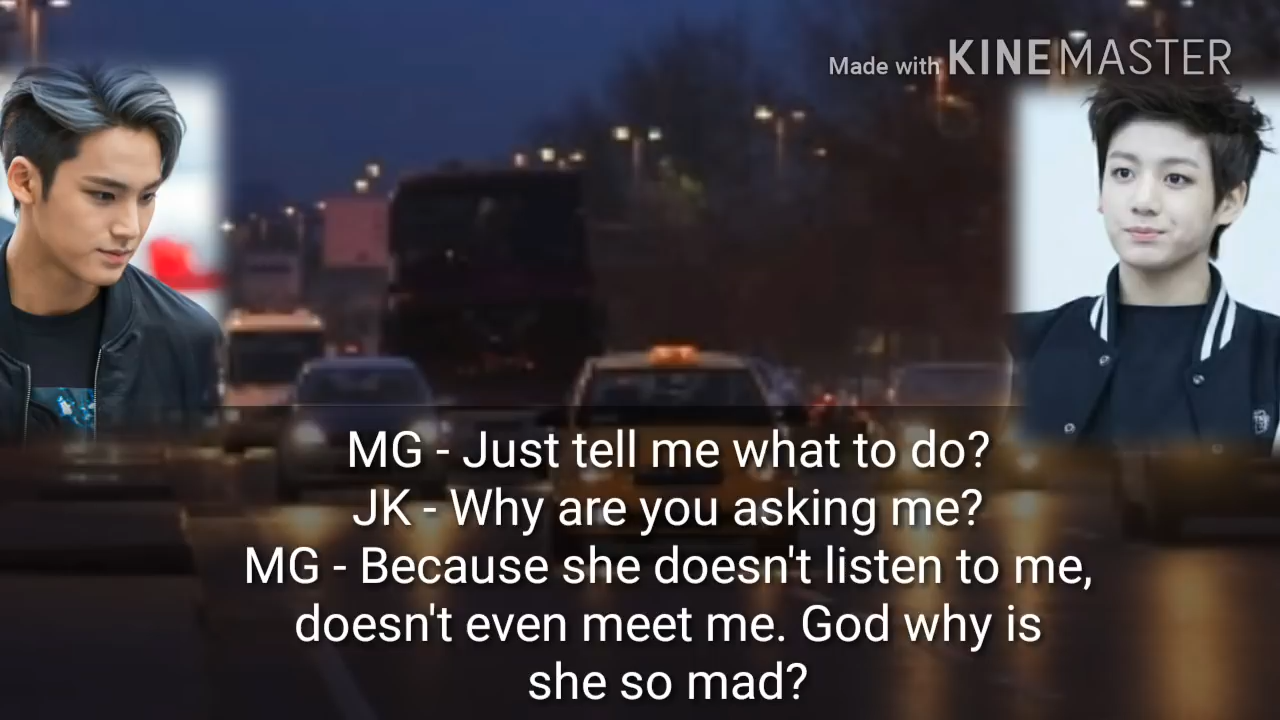 Made with KINEMASTER
MG - Just tell me what to do?
JK - Why are you asking me?
MG - Because she doesn't listen to me,
doesn't even meet me. God why is
she so mad?